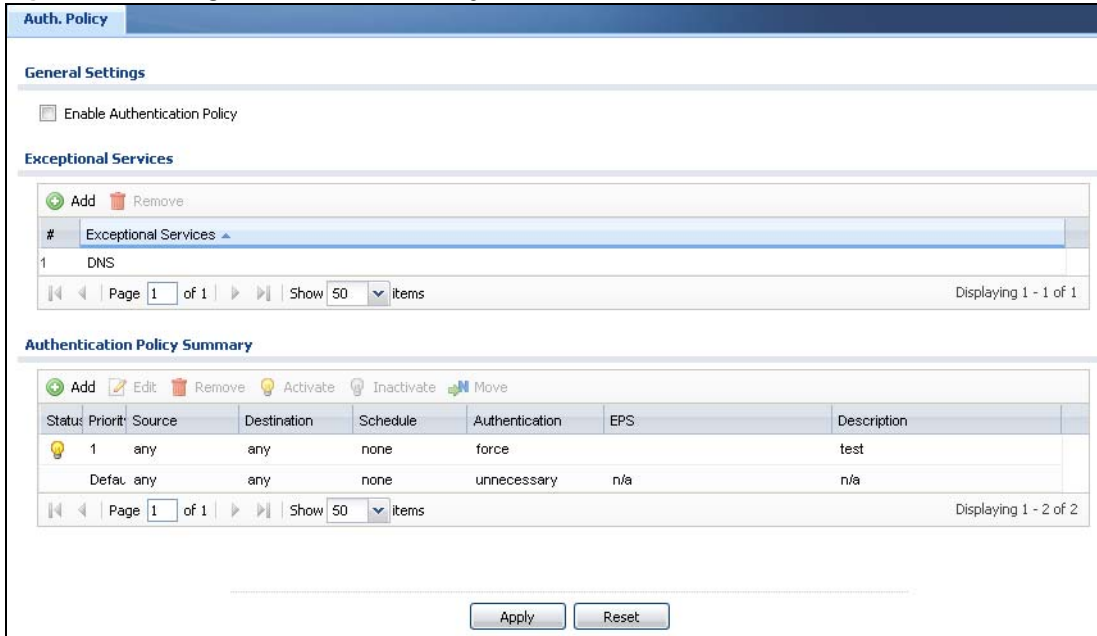 Auth. Policy
General Settings
Enable Authentication Policy
Exceptional Services
Add Remove
# Exceptional Services
1 DNS
Page 1 of 1 Show 50 items Displaying 1 - 1 of 1
Authentication Policy Summary
Add Edit Remove Activate Inactivate Move
Status Priorit Source Destination Schedule Authentication EPS Description
1 any any none force test
Defau any any none unnecessary n/a n/a
Page 1 of 1 Show 50 items Displaying 1 - 2 of 2
Apply Reset